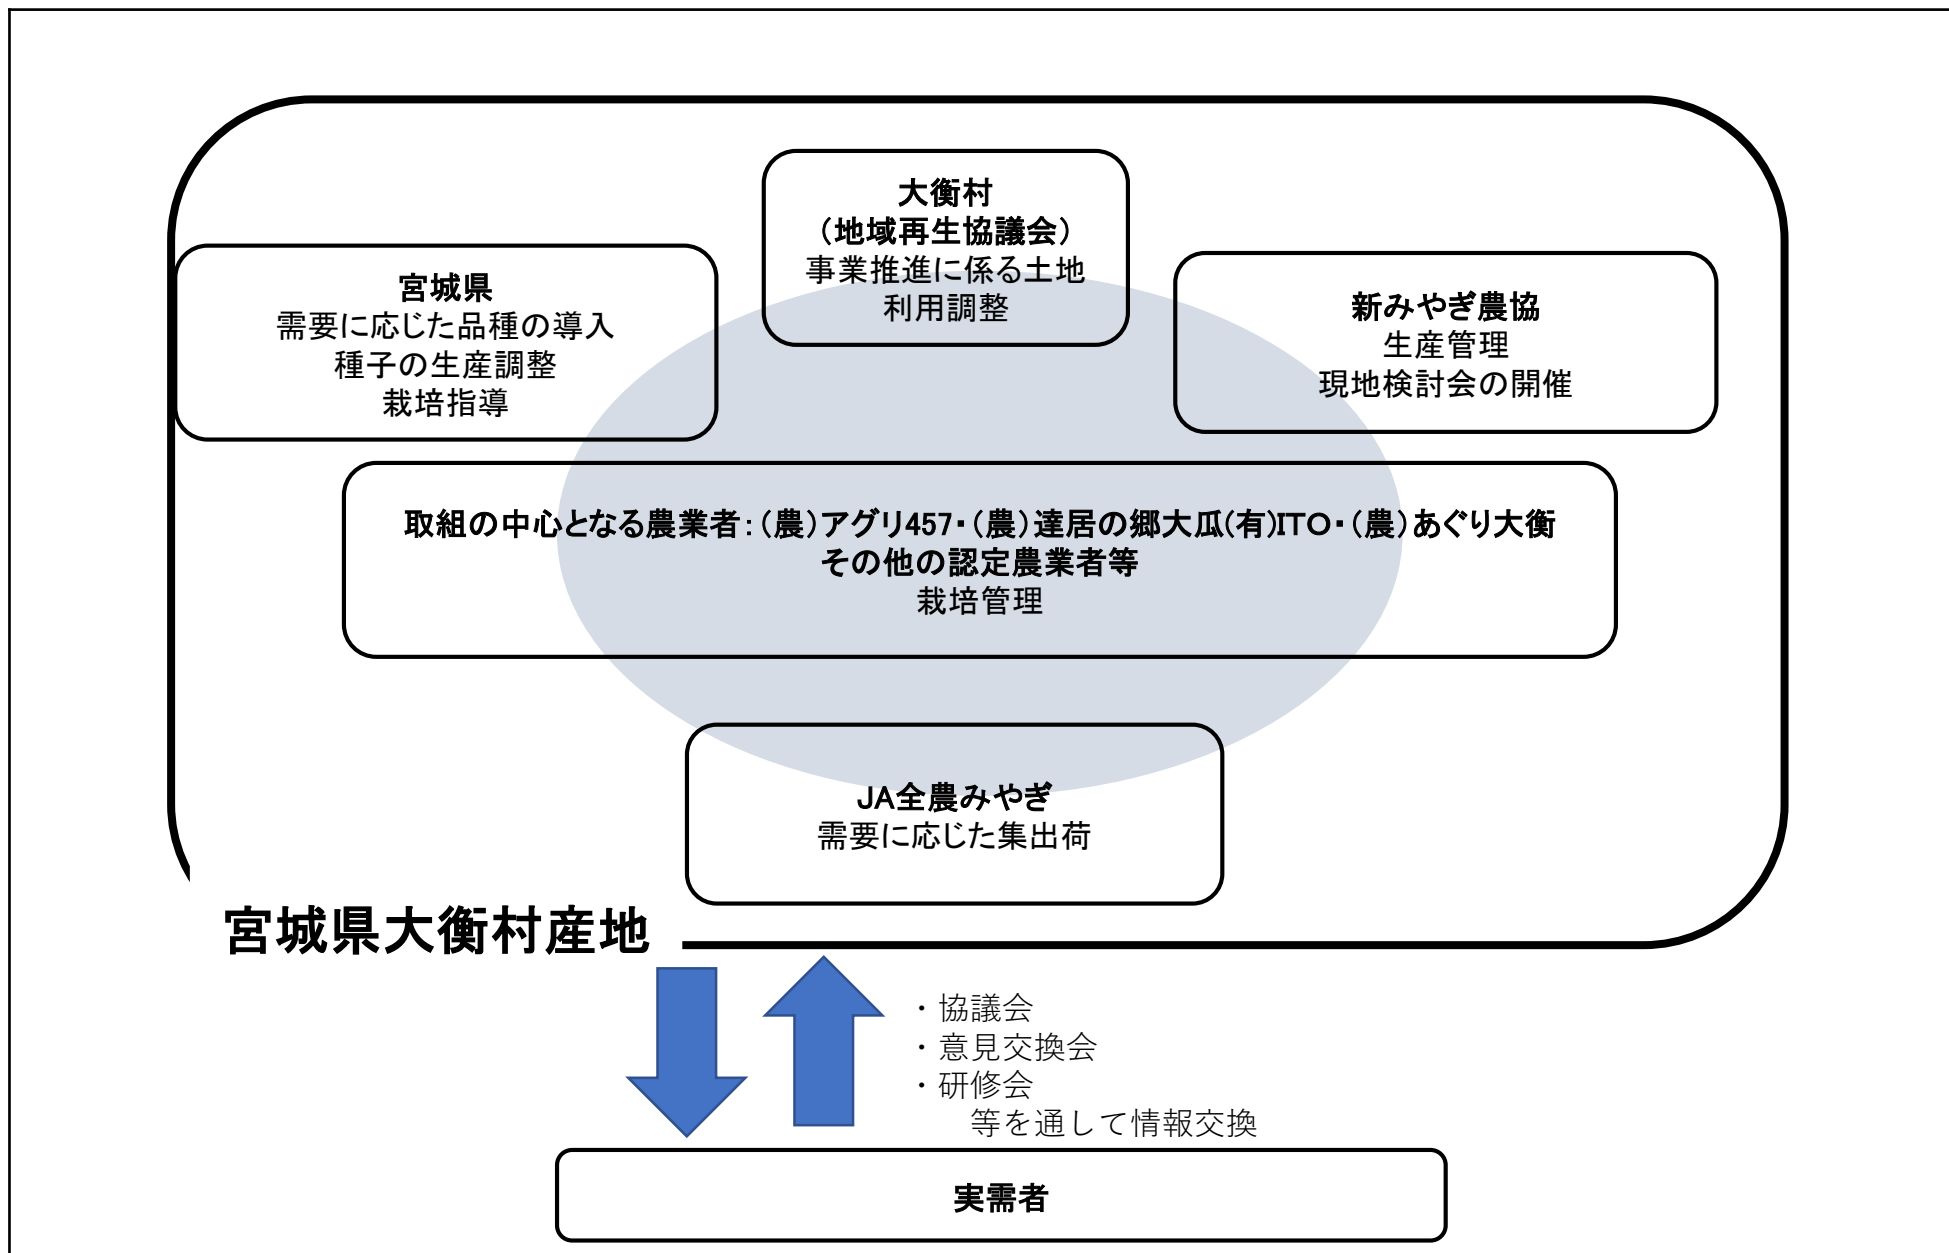 大衡村
（地域再生協議会）
事業推進に係る土地
利用調整
宮城県
需要に応じた品種の導入
種子の生産調整
栽培指導
新みやぎ農協
生産管理
現地検討会の開催
取組の中心となる農業者：（農）アグリ457・（農）達居の郷大瓜(有)ITO・（農）あぐり大衡
その他の認定農業者等
栽培管理
JA全農みやぎ
需要に応じた集出荷
宮城県大衡村産地
・協議会
・意見交換会
・研修会
等を通して情報交換
実需者